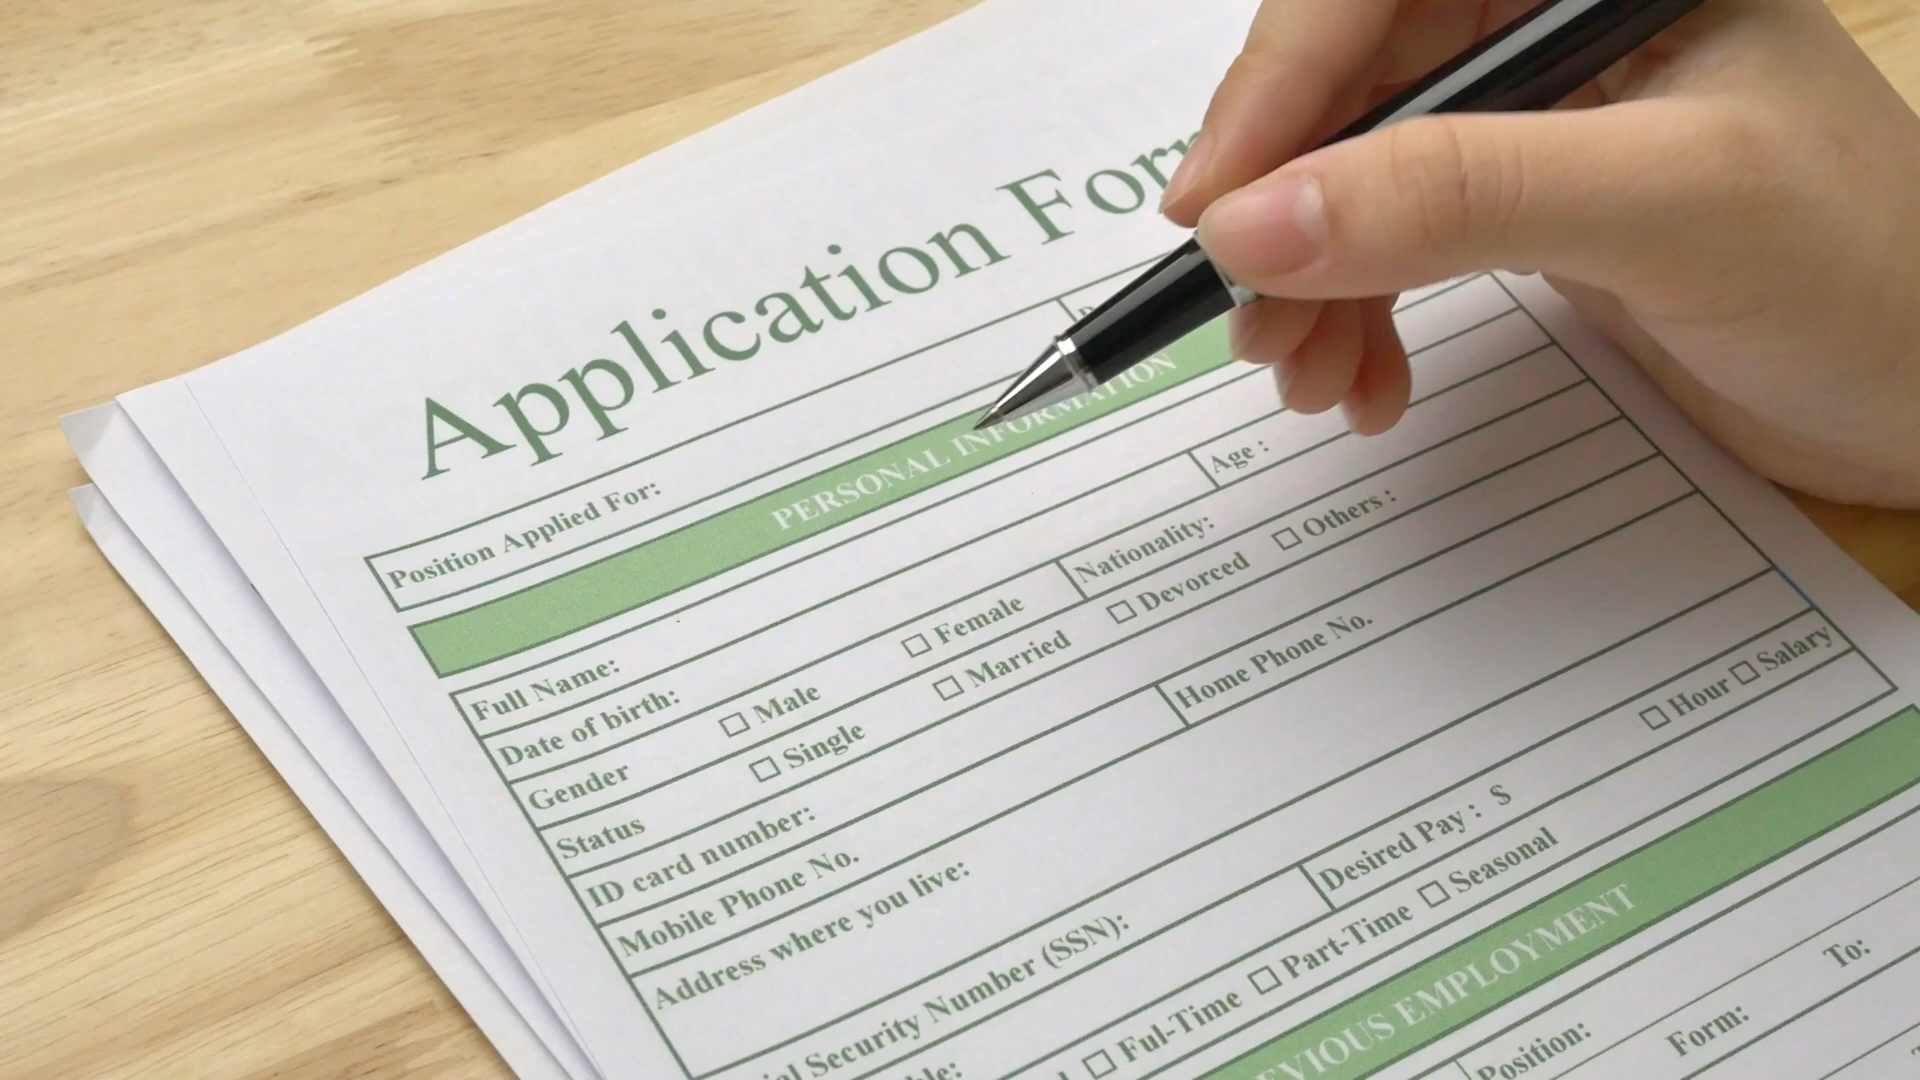 Application For
Position Applied For:
PERSONAL INFORMATION
Full Name:
Date of birth: Age :
Gender □ Male □ Female Nationality:
Status □ Single □ Married □ Devorced □ Others :
ID card number:
Mobile Phone No. Home Phone No.
Address where you live:
Security Number (SSN): Desired Pay : $ □ Hour □ Salary
□ Ful-Time □ Part-Time □ Seasonal
EVIOUS EMPLOYMENT
Position: Form: To: